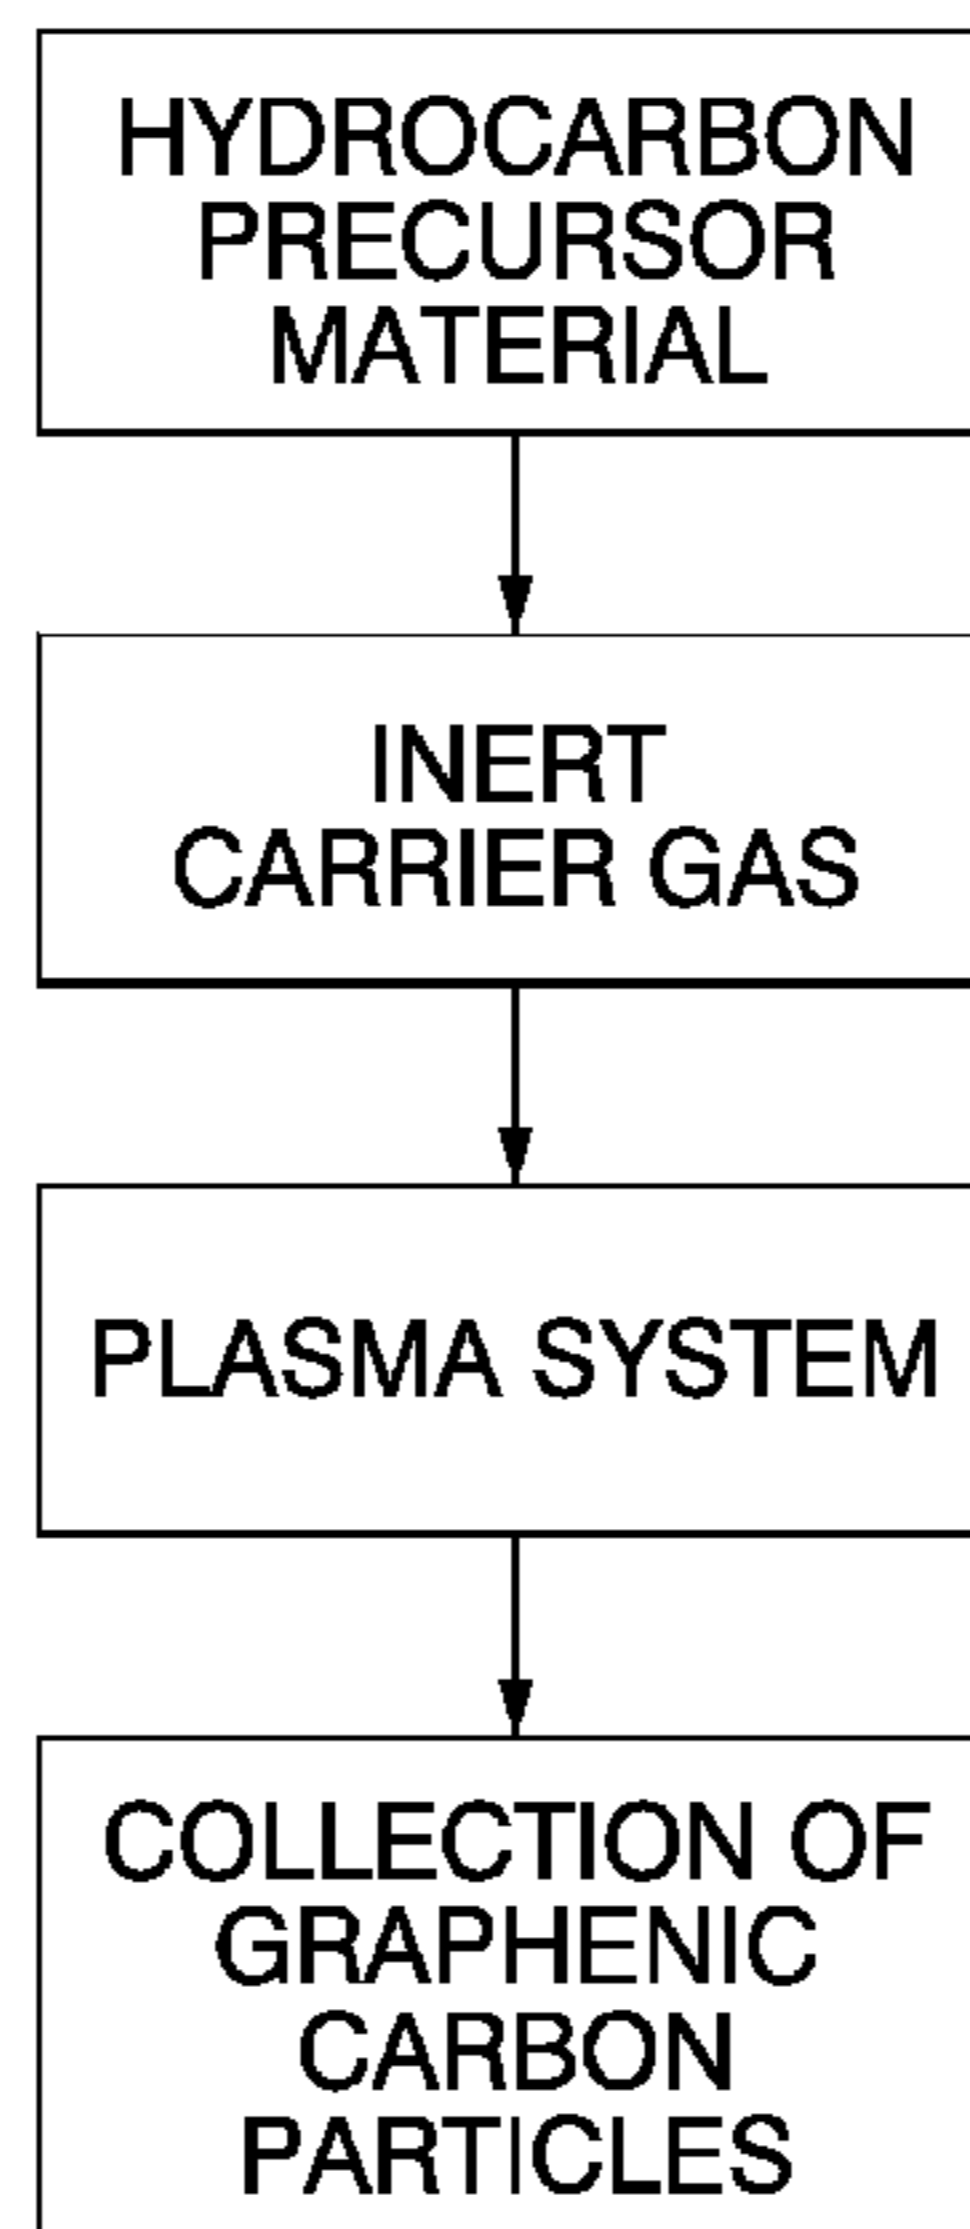 HYDROCARBON
PRECURSOR
MATERIAL
INERT
CARRIER GAS
PLASMA SYSTEM
COLLECTION OF
GRAPHENIC
CARBON
PARTICLES